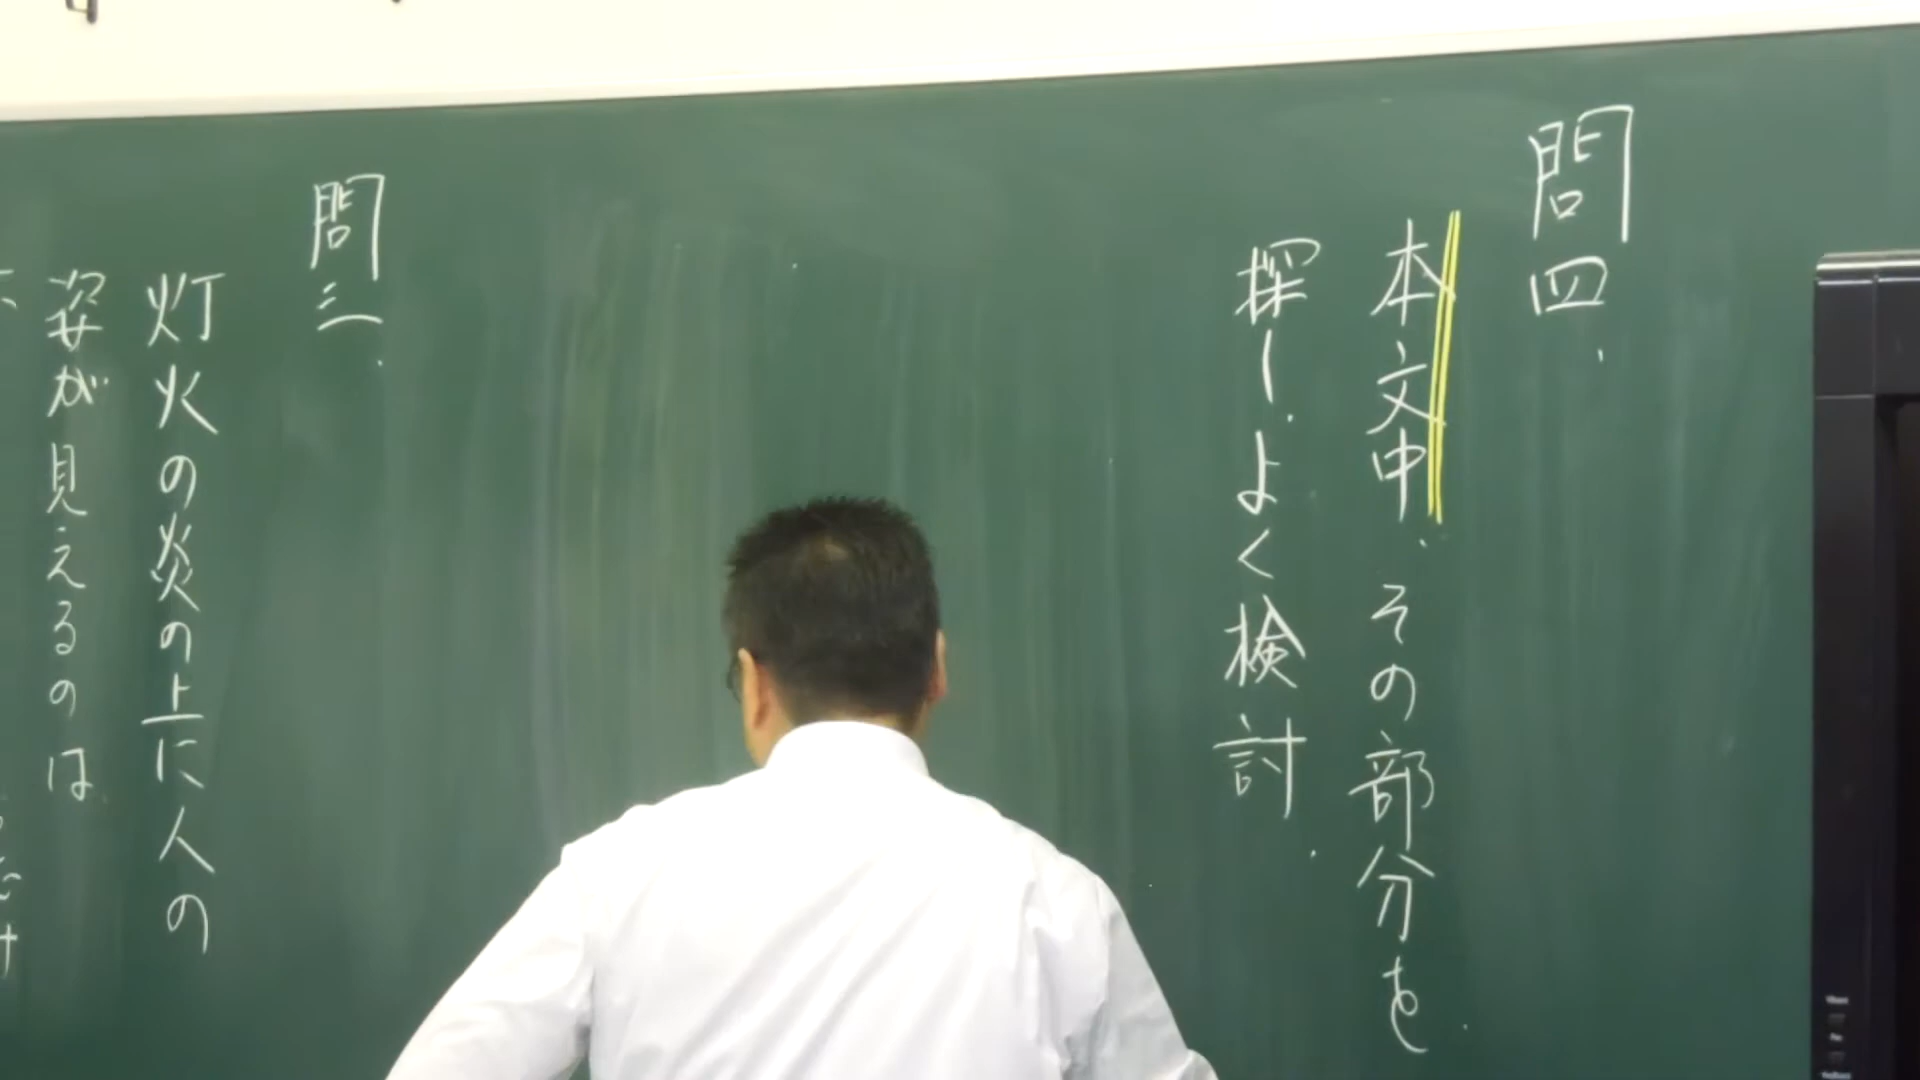 問四.
本文中.その部分を
探し.よく検討.
問三.
灯火の炎の上に人の
姿が見えるのは